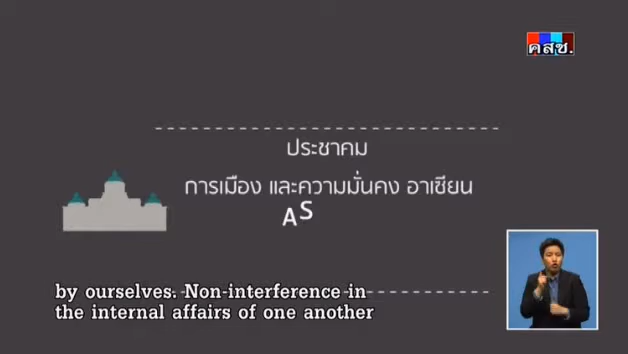 คสช.
ประชาคม
การเมือง และความมั่นคง อาเซียน
AS
by ourselves. Non-interference in
the internal affairs of one another